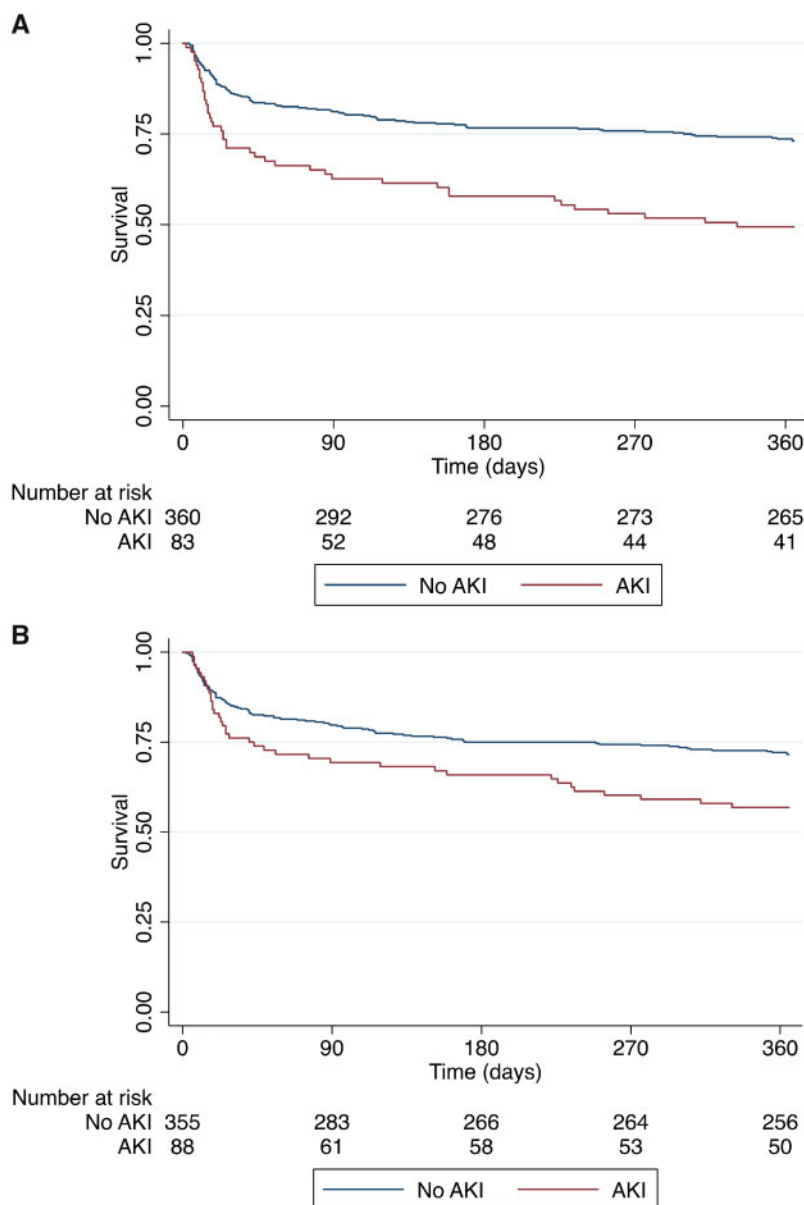 A
1.00
0.75
0.50
0.25
0.00
Survival
0 90 180 270 360
Time (days)
Number at risk
No AKI 360 292 276 273 265
AKI 83 52 48 44 41
No AKI AKI
B
1.00
0.75
0.50
0.25
0.00
Survival
0 90 180 270 360
Time (days)
Number at risk
No AKI 355 283 266 264 256
AKI 88 61 58 53 50
No AKI AKI